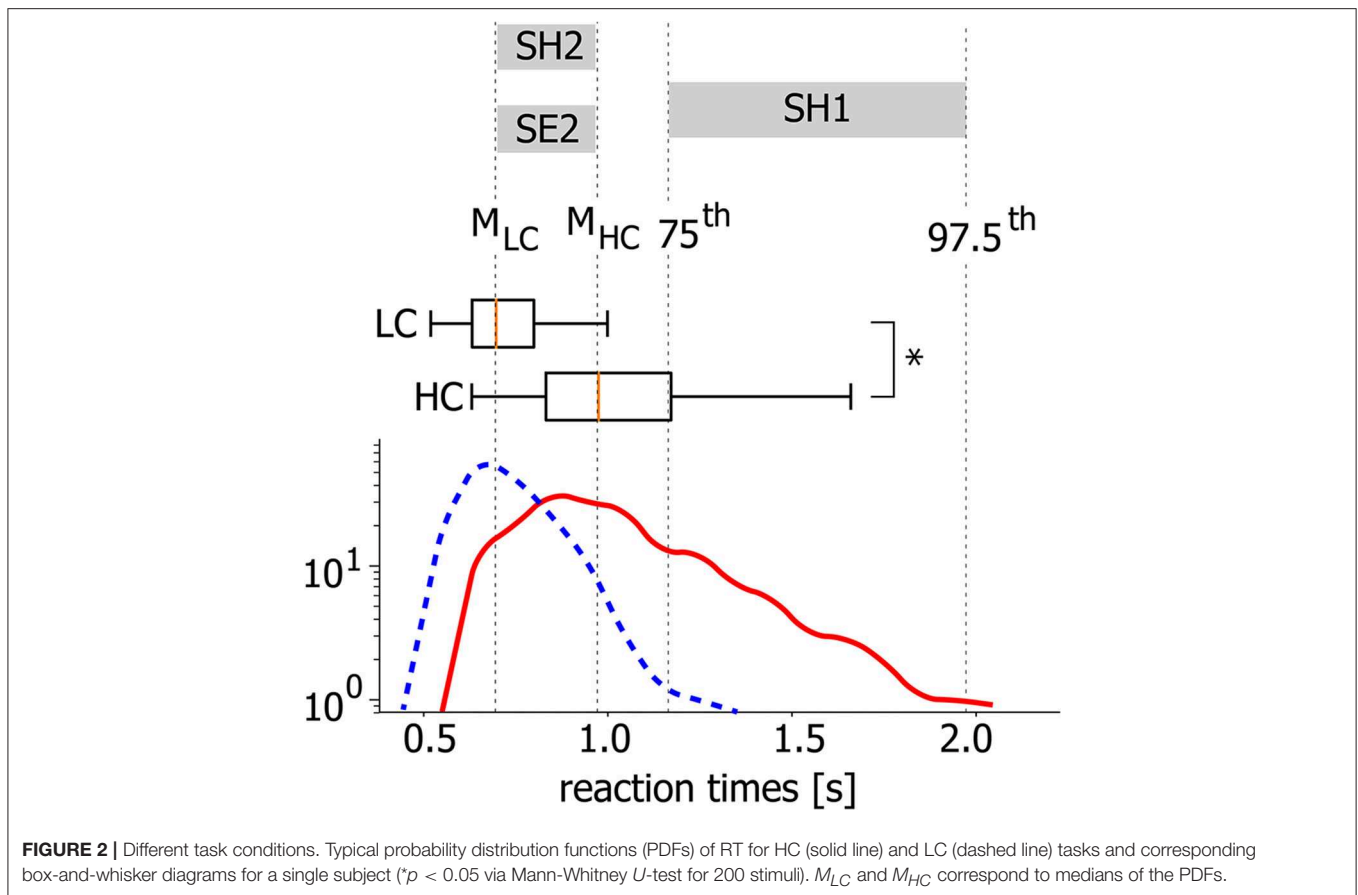 SH2
SH1
SE2
M_LC M_HC 75^th 97.5^th
LC
*
HC
10^1
10^0
0.5 1.0 1.5 2.0
reaction times [s]
FIGURE 2 | Different task conditions. Typical probability distribution functions (PDFs) of RT for HC (solid line) and LC (dashed line) tasks and corresponding
box-and-whisker diagrams for a single subject (*p < 0.05 via Mann-Whitney U-test for 200 stimuli). M_LC and M_HC correspond to medians of the PDFs.